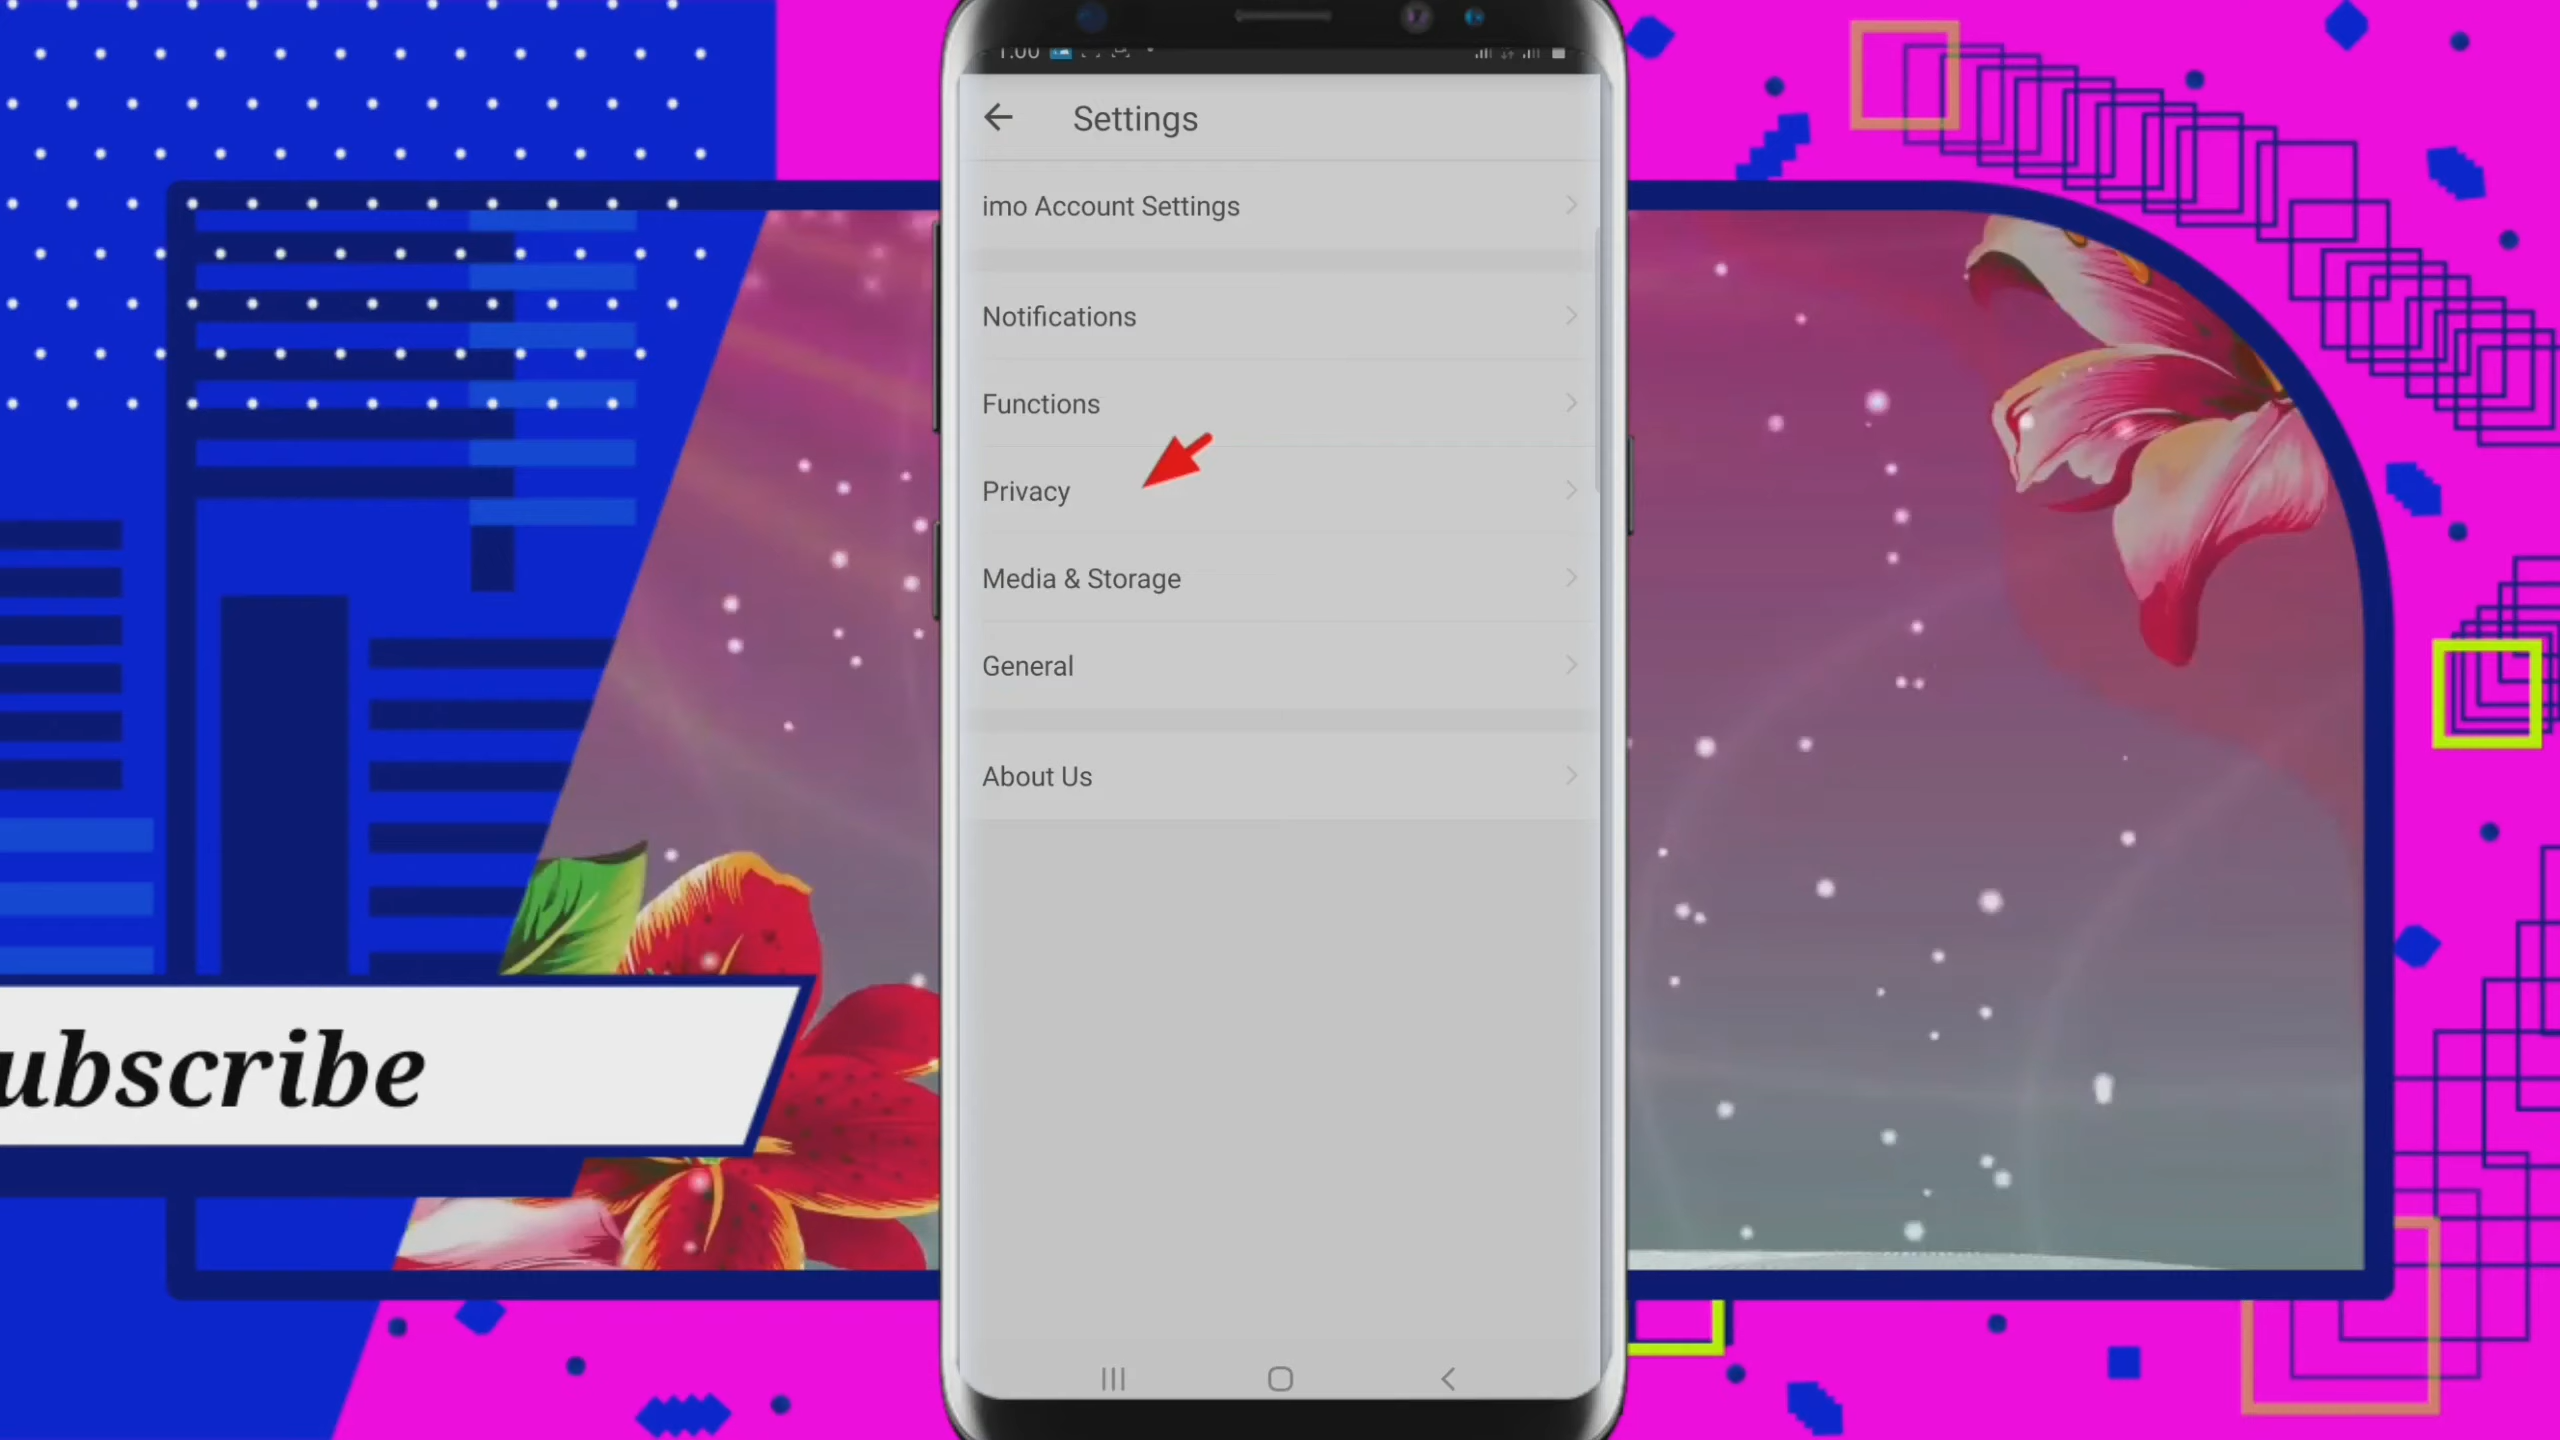 Settings
imo Account Settings
Notifications
Functions
Privacy
Media & Storage
General
About Us
ubscribe